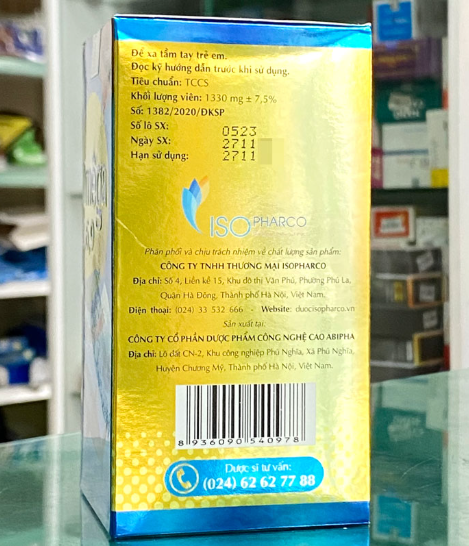 Để xa tầm tay trẻ em.
Đọc kỹ hướng dẫn trước khi sử dụng.
Tiêu chuẩn: TCCS
Khối lượng viên: 1330 mg ± 7,5%
Số: 1382/2020/ĐKSP
Số lô SX: 0523
Ngày SX: 2711
Hạn sử dụng: 2711
ISOPHARCO
Phân phối và chịu trách nhiệm về chất lượng sản phẩm:
CÔNG TY TNHH THƯƠNG MẠI ISOPHARCO
Địa chỉ: Số 4, Liền kề 15, Khu đô thị Văn Phú, Phường Phú La,
Quận Hà Đông, Thành phố Hà Nội, Việt Nam.
Điện thoại: (024) 33 532 666 - Website: duocisopharco.vn
Sản xuất tại:
CÔNG TY CỔ PHẦN DƯỢC PHẨM CÔNG NGHỆ CAO ABIPHA
Địa chỉ: Lô đất CN-2, Khu công nghiệp Phú Nghĩa, Xã Phú Nghĩa,
Huyện Chương Mỹ, Thành phố Hà Nội, Việt Nam.
8 936090 540978
Dược sĩ tư vấn:
(024) 62 62 77 88